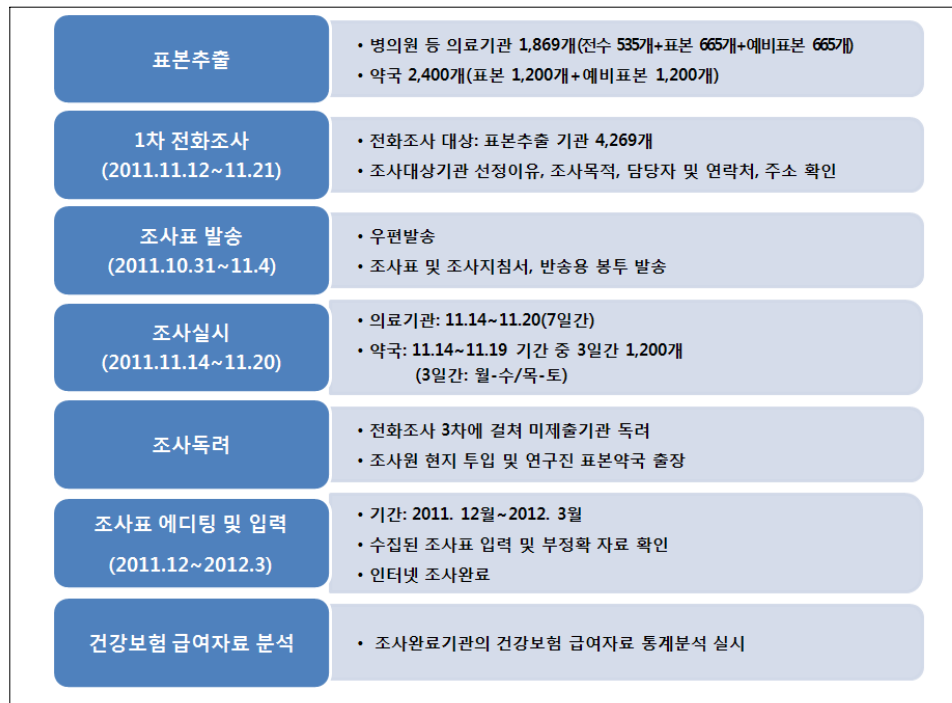 표본추출
• 병의원 등 의료기관 1,869개(전수 535개+표본 665개+예비표본 665개)
• 약국 2,400개(표본 1,200개+예비표본 1,200개)
1차 전화조사
(2011.11.12~11.21)
• 전화조사 대상: 표본추출 기관 4,269개
• 조사대상기관 선정이유, 조사목적, 담당자 및 연락처, 주소 확인
조사표 발송
(2011.10.31~11.4)
• 우편발송
• 조사표 및 조사지침서, 반송용 봉투 발송
조사실시
(2011.11.14~11.20)
• 의료기관: 11.14~11.20(7일간)
• 약국: 11.14~11.19 기간 중 3일간 1,200개
(3일간: 월-수/목-토)
조사독려
• 전화조사 3차에 걸쳐 미제출기관 독려
• 조사원 현지 투입 및 연구진 표본약국 출장
조사표 에디팅 및 입력
(2011.12~2012.3)
• 기간: 2011. 12월~2012. 3월
• 수집된 조사표 입력 및 부정확 자료 확인
• 인터넷 조사완료
건강보험 급여자료 분석
• 조사완료기관의 건강보험 급여자료 통계분석 실시